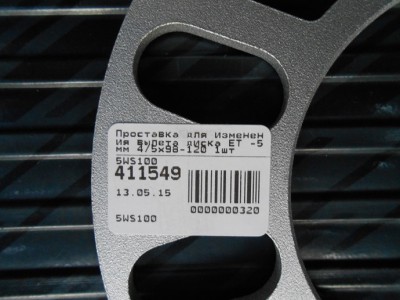 Проставка для изменен
ия вылета диска ET -5
мм 4/5x98-120 1шт
5WS100
411549
13.05.15
0000000320
5WS100